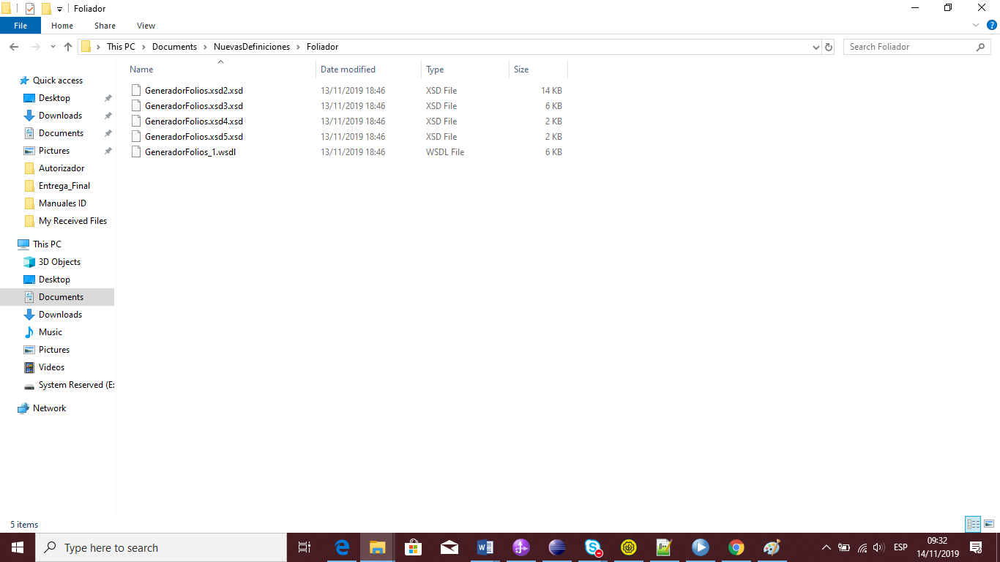 Foliador
File Home Share View
This PC Documents NuevasDefiniciones Foliador
Search Foliador
Name Date modified Type Size
GeneradorFolios.xsd2.xsd 13/11/2019 18:46 XSD File 14 KB
GeneradorFolios.xsd3.xsd 13/11/2019 18:46 XSD File 6 KB
GeneradorFolios.xsd4.xsd 13/11/2019 18:46 XSD File 2 KB
GeneradorFolios.xsd5.xsd 13/11/2019 18:46 XSD File 2 KB
GeneradorFolios_1.wsdl 13/11/2019 18:46 WSDL File 6 KB
Quick access
Desktop
Downloads
Documents
Pictures
Autorizador
Entrega_Final
Manuales ID
My Received Files
This PC
3D Objects
Desktop
Documents
Downloads
Music
Pictures
Videos
System Reserved (E:
Network
5 items
Type here to search
ESP
09:32
14/11/2019